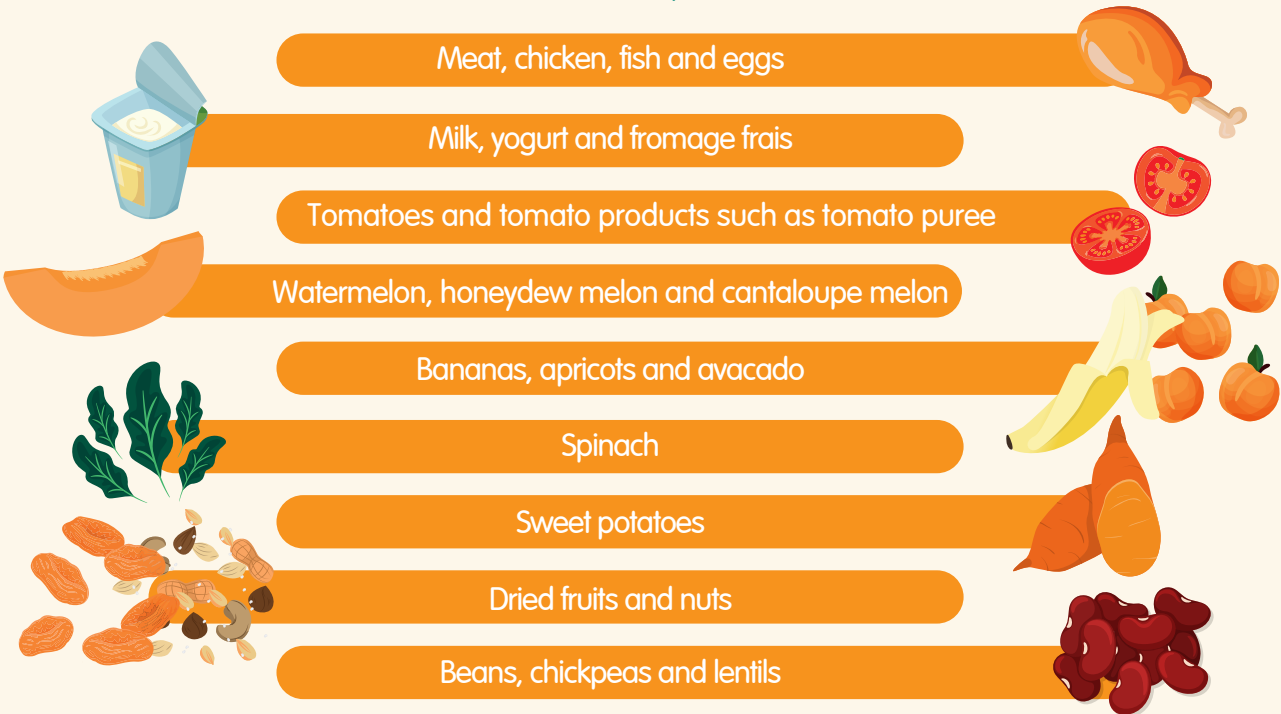 Meat, chicken, fish and eggs
Milk, yogurt and fromage frais
Tomatoes and tomato products such as tomato puree
Watermelon, honeydew melon and cantaloupe melon
Bananas, apricots and avacado
Spinach
Sweet potatoes
Dried fruits and nuts
Beans, chickpeas and lentils